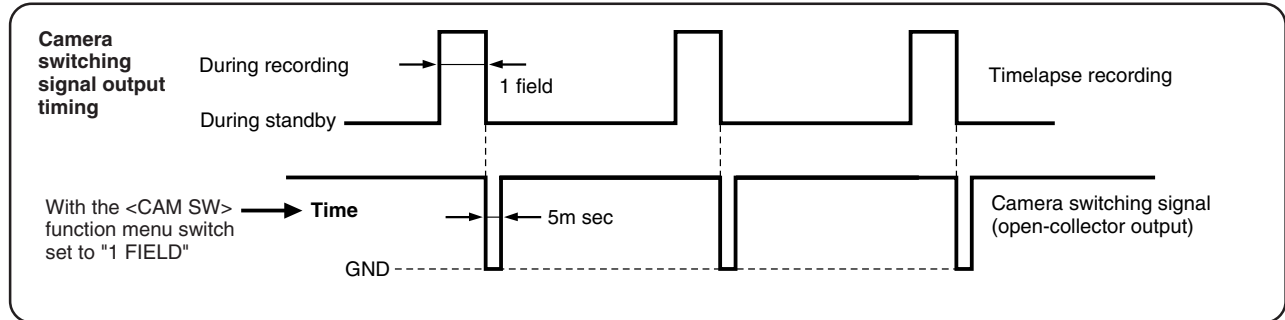 Camera
switching
signal output
timing
During recording
1 field
Timelapse recording
During standby
With the <CAM SW>
function menu switch
set to "1 FIELD"
Time
5m sec
Camera switching signal
(open-collector output)
GND